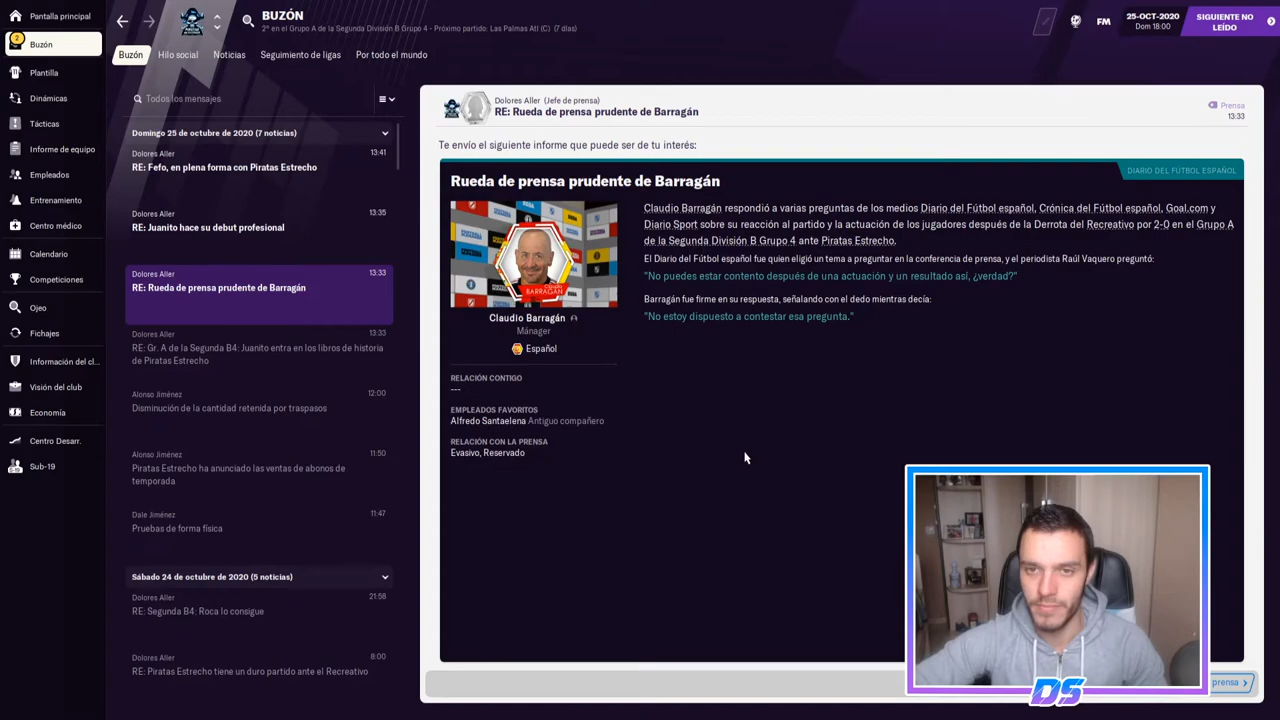 Pantalla principal
2
Buzón
Plantilla
Dinámicas
Tácticas
Informe de equipo
Empleados
Entrenamiento
Centro médico
Calendario
Competiciones
Ojeo
Fichajes
Información del cl...
Visión del club
Economía
Centro Desarr.
Sub-19
BUZÓN
2º en el Grupo A de la Segunda División B Grupo 4 - Próximo partido: Las Palmas Atl (C) (7 días)
FM
25-OCT-2020
Dom 18:00
SIGUIENTE NO
LEÍDO
Buzón
Hilo social
Noticias
Seguimiento de ligas
Por todo el mundo
Todos los mensajes
Domingo 25 de octubre de 2020 (7 noticias)
Dolores Aller 13:41
RE: Fefo, en plena forma con Piratas Estrecho
Dolores Aller 13:35
RE: Juanito hace su debut profesional
Dolores Aller 13:33
RE: Rueda de prensa prudente de Barragán
Dolores Aller 13:33
RE: Gr. A de la Segunda B4: Juanito entra en los libros de historia
de Piratas Estrecho
Alonso Jiménez 12:00
Disminución de la cantidad retenida por traspasos
Alonso Jiménez 11:50
Piratas Estrecho ha anunciado las ventas de abonos de
temporada
Dale Jiménez 11:47
Pruebas de forma física
Sábado 24 de octubre de 2020 (5 noticias)
Dolores Aller 21:58
RE: Segunda B4: Roca lo consigue
Dolores Aller 8:00
RE: Piratas Estrecho tiene un duro partido ante el Recreativo
Dolores Aller (Jefe de prensa)
RE: Rueda de prensa prudente de Barragán
Prensa
13:33
Te envío el siguiente informe que puede ser de tu interés:
DIARIO DEL FÚTBOL ESPAÑOL
Rueda de prensa prudente de Barragán
Claudio
BARRAGÁN
Claudio Barragán
Mánager
Español
RELACIÓN CONTIGO
---
EMPLEADOS FAVORITOS
Alfredo Santaelena Antiguo compañero
RELACIÓN CON LA PRENSA
Evasivo, Reservado
Claudio Barragán respondió a varias preguntas de los medios Diario del Fútbol español, Crónica del Fútbol español, Goal.com y
Diario Sport sobre su reacción al partido y la actuación de los jugadores después de la Derrota del Recreativo por 2-0 en el Grupo A
de la Segunda División B Grupo 4 ante Piratas Estrecho.
El Diario del Fútbol español fue quien eligió un tema a preguntar en la conferencia de prensa, y el periodista Raúl Vaquero preguntó:
"No puedes estar contento después de una actuación y un resultado así, ¿verdad?"
Barragán fue firme en su respuesta, señalando con el dedo mientras decía:
"No estoy dispuesto a contestar esa pregunta."
prensa
DS